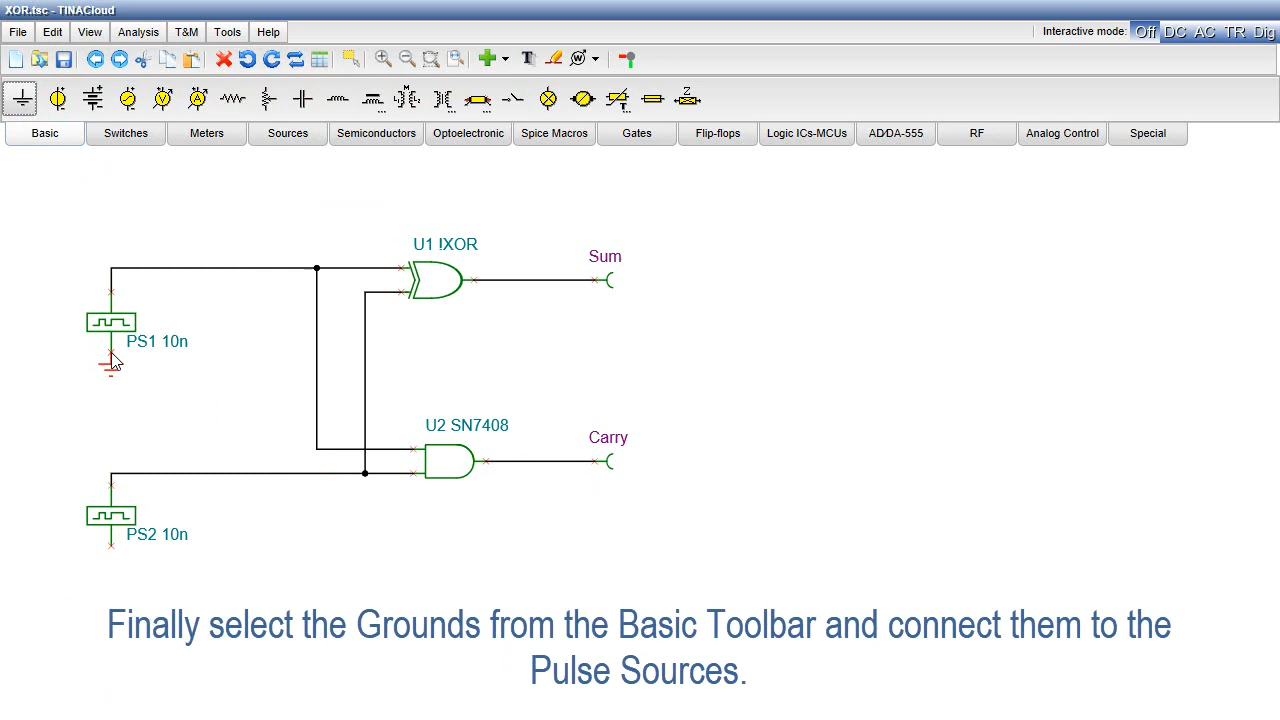 XOR.tsc - TINACloud
File Edit View Analysis T&M Tools Help Interactive mode: Off DC AC TR Dig
Basic Switches Meters Sources Semiconductors Optoelectronic Spice Macros Gates Flip-flops Logic ICs-MCUs AD/DA-555 RF Analog Control Special
U1 !XOR
Sum
PS1 10n
U2 SN7408
Carry
PS2 10n
Finally select the Grounds from the Basic Toolbar and connect them to the
Pulse Sources.